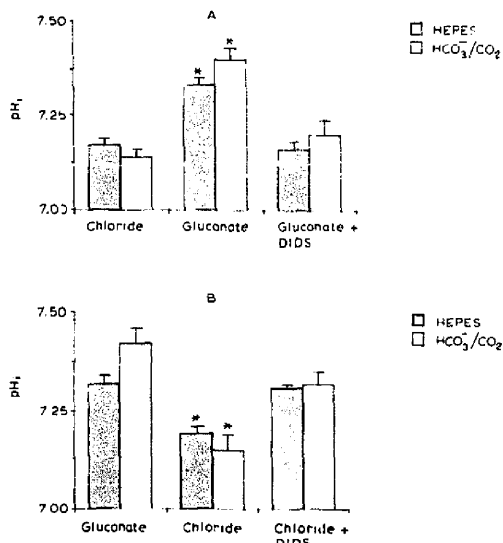 A
7.50
HEPES
HCO₃⁻/CO₂
*
*
pHᵢ
7.25
7.00
Chloride
Gluconate
Gluconate +
DIDS
B
7.50
HEPES
HCO₃⁻/CO₂
pHᵢ
7.25
*
*
7.00
Gluconate
Chloride
Chloride +
DIDS